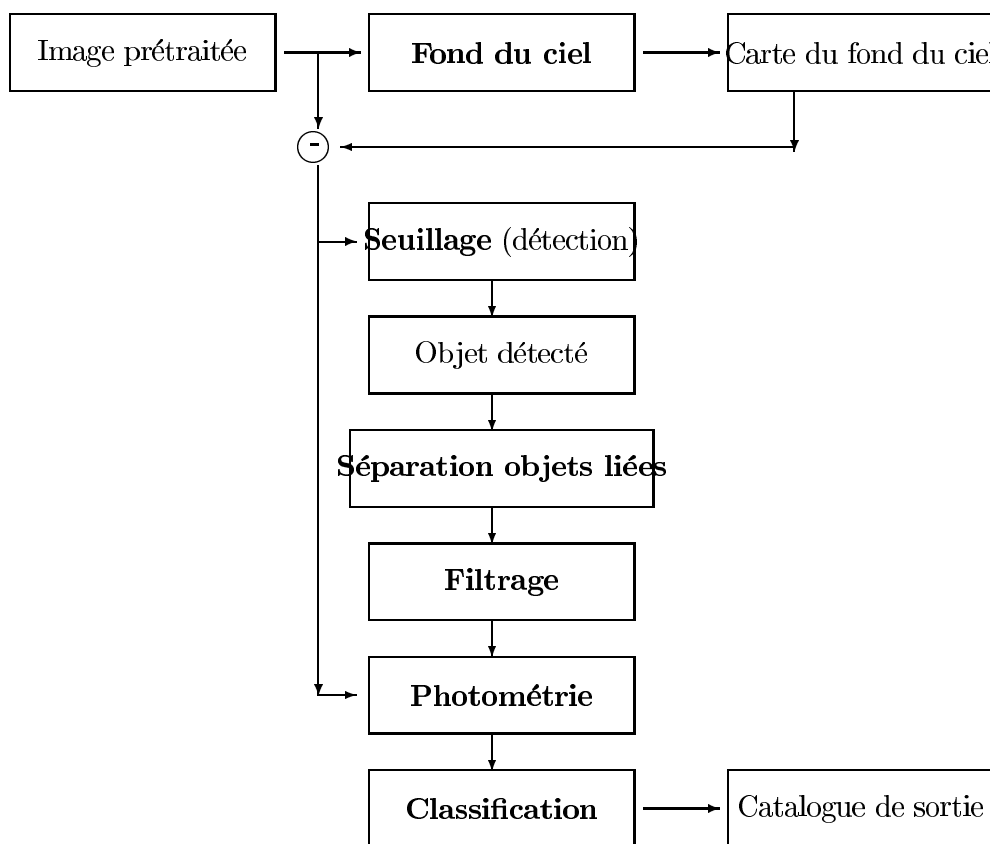 Image prétraitée
Fond du ciel
Carte du fond du ciel
-
Seuillage (détection)
Objet détecté
Séparation objets liées
Filtrage
Photométrie
Classification
Catalogue de sortie